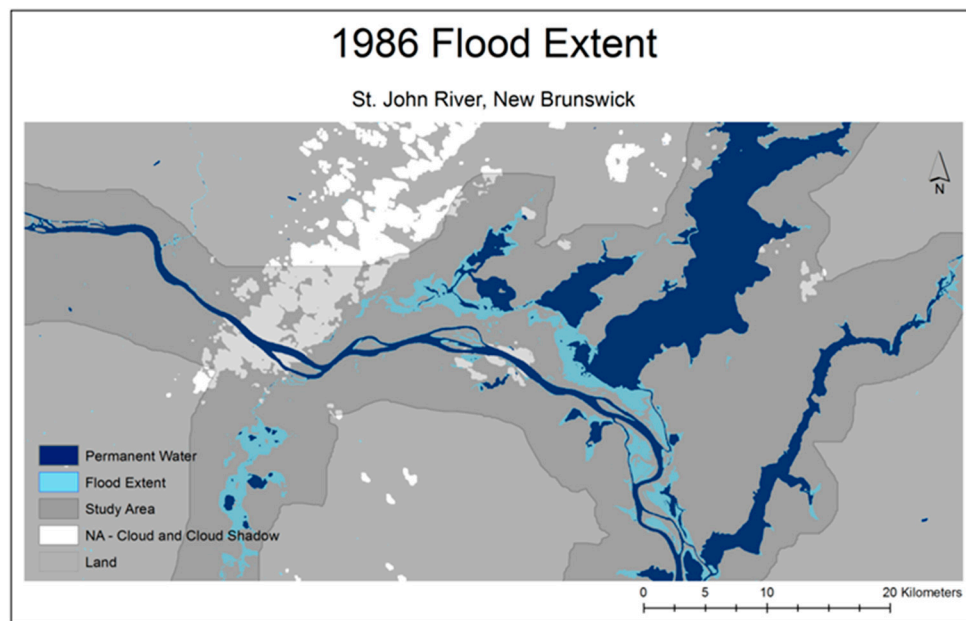 1986 Flood Extent
St. John River, New Brunswick
N
Permanent Water
Flood Extent
Study Area
NA - Cloud and Cloud Shadow
Land
0 5 10 20 Kilometers